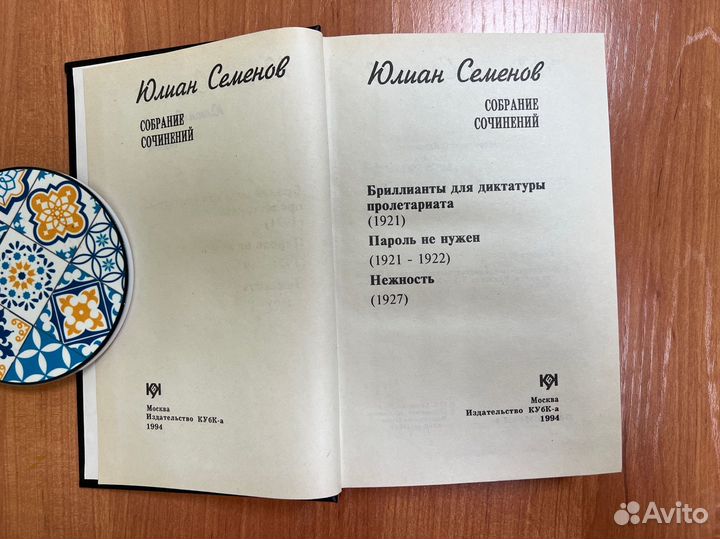 Юлиан Семенов
СОБРАНИЕ
СОЧИНЕНИЙ
Москва
Издательство КУбК-а
1994
Юлиан Семенов
СОБРАНИЕ
СОЧИНЕНИЙ
Бриллианты для диктатуры
пролетариата
(1921)
Пароль не нужен
(1921 - 1922)
Нежность
(1927)
Москва
Издательство КУбК-а
1994
Avito